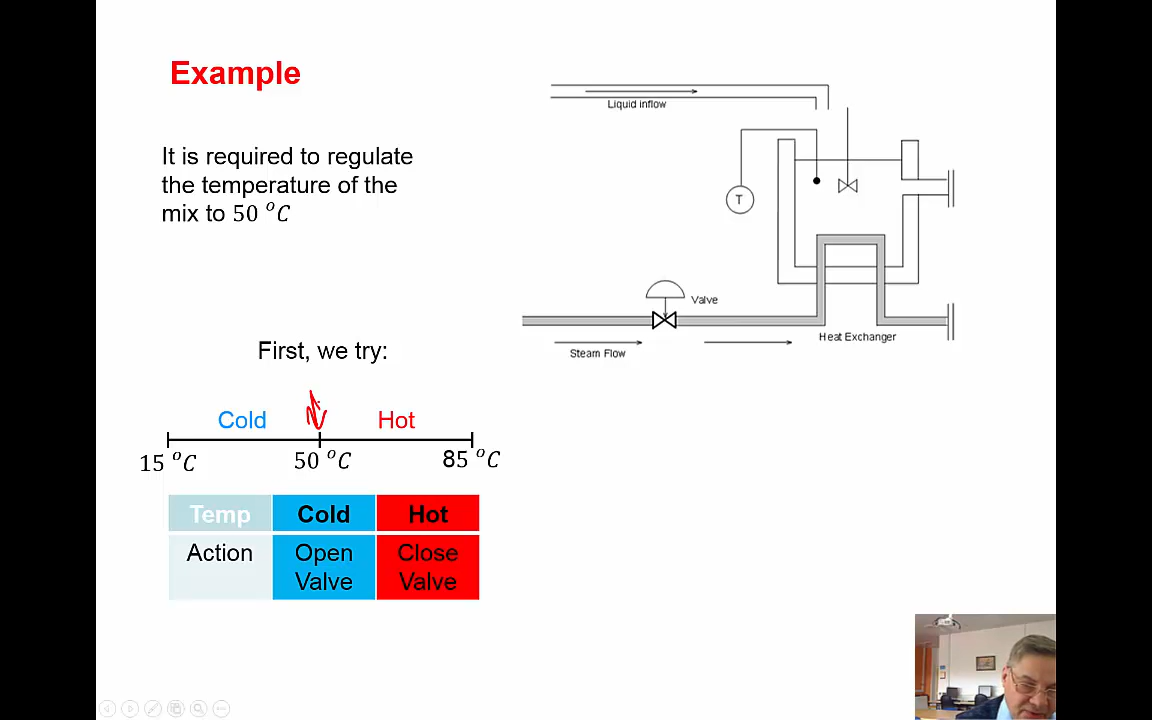 Example
It is required to regulate
the temperature of the
mix to 50 °C
Liquid inflow
T
Valve
Heat Exchanger
Steam Flow
First, we try:
Cold Hot
15 °C 50 °C 85 °C
Temp Cold Hot
Action Open Close
Valve Valve